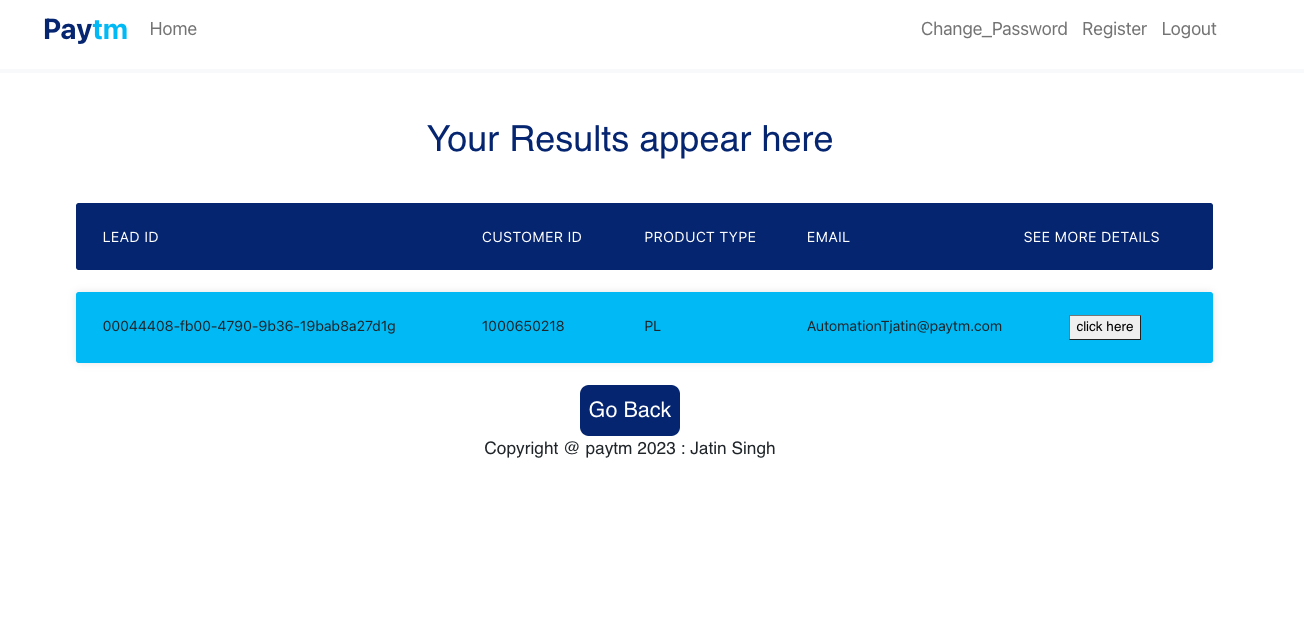 Paytm Home Change_Password Register Logout
Your Results appear here
LEAD ID CUSTOMER ID PRODUCT TYPE EMAIL SEE MORE DETAILS
00044408-fb00-4790-9b36-19bab8a27d1g 1000650218 PL AutomationTjatin@paytm.com click here
Go Back
Copyright @ paytm 2023 : Jatin Singh